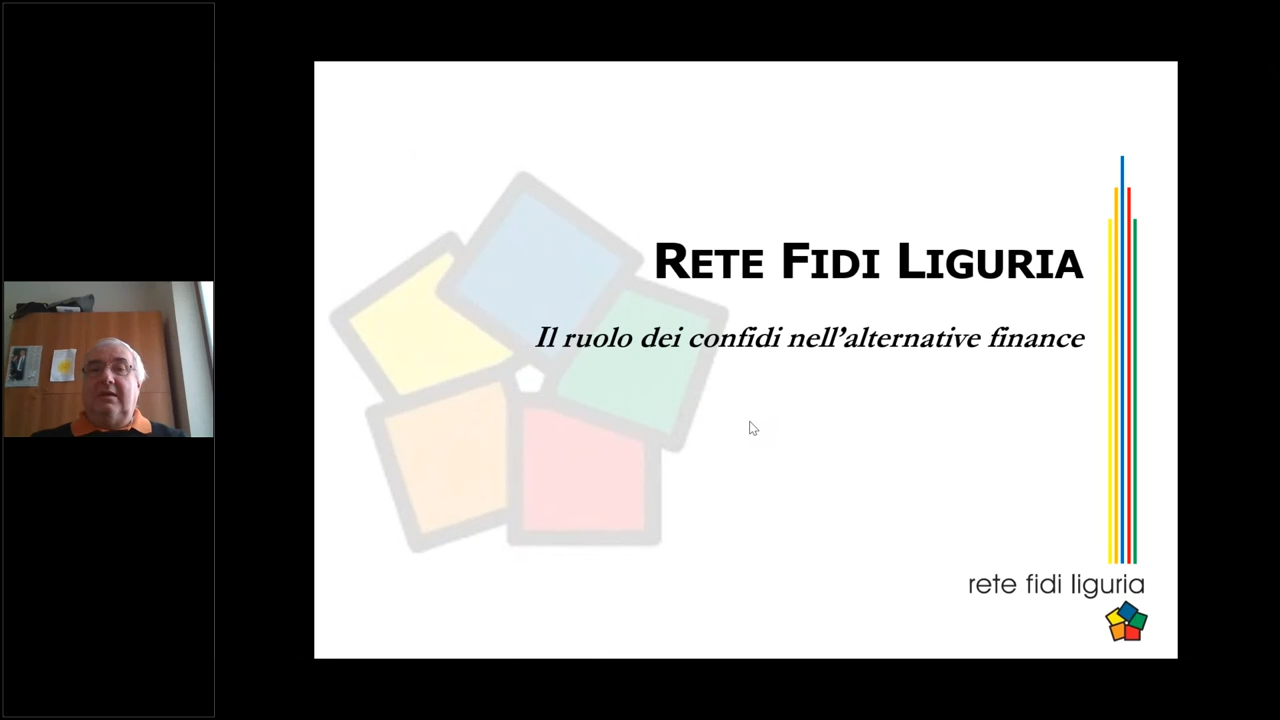 RETE FIDI LIGURIA
Il ruolo dei confidi nell'alternative finance
rete fidi liguria